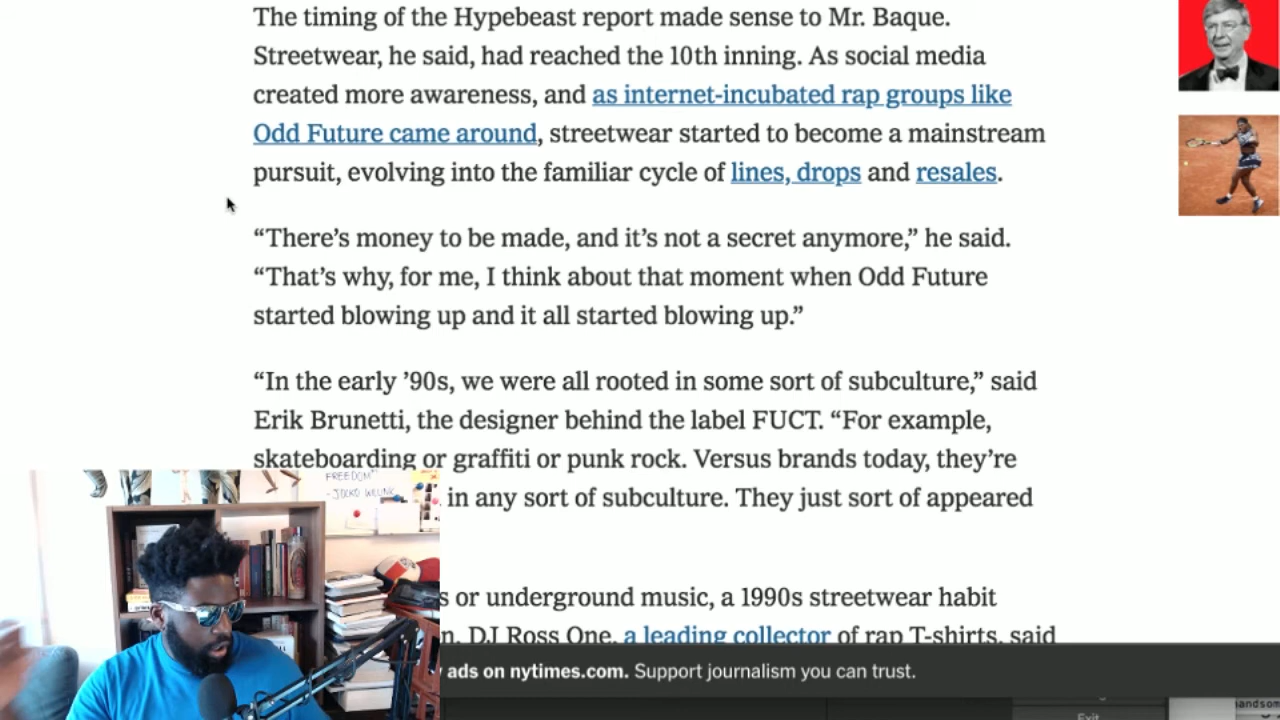 The timing of the Hypebeast report made sense to Mr. Baque.
Streetwear, he said, had reached the 10th inning. As social media
created more awareness, and as internet-incubated rap groups like
Odd Future came around, streetwear started to become a mainstream
pursuit, evolving into the familiar cycle of lines, drops and resales.
“There’s money to be made, and it’s not a secret anymore,” he said.
“That’s why, for me, I think about that moment when Odd Future
started blowing up and it all started blowing up.”
“In the early ’90s, we were all rooted in some sort of subculture,” said
Erik Brunetti, the designer behind the label FUCT. “For example,
skateboarding or graffiti or punk rock. Versus brands today, they’re
in any sort of subculture. They just sort of appeared
FREEDOM"
-JOCKO WILLINK
s or underground music, a 1990s streetwear habit
n. DJ Ross One, a leading collector of rap T-shirts, said
ads on nytimes.com. Support journalism you can trust.
Exit